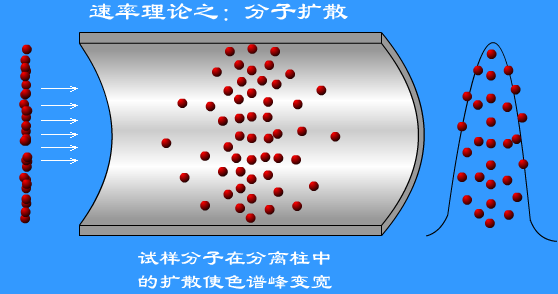 速率理论之：分子扩散
试样分子在分离柱中
的扩散使色谱峰变宽